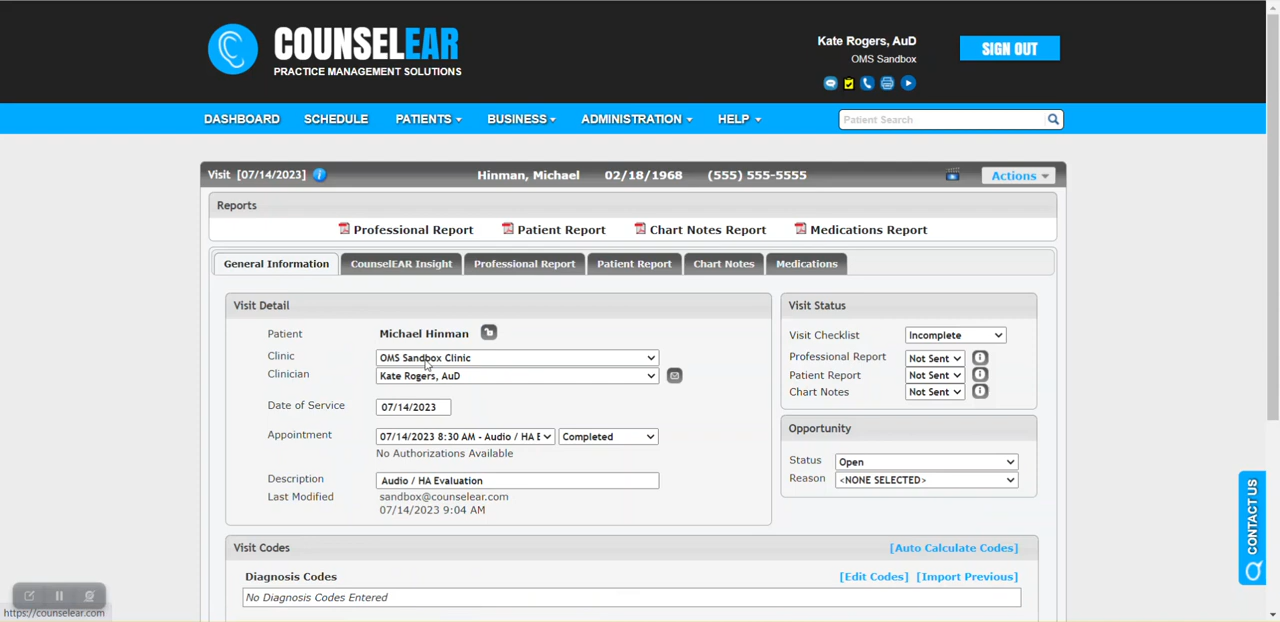 COUNSELEAR
PRACTICE MANAGEMENT SOLUTIONS
Kate Rogers, AuD
OMS Sandbox
SIGN OUT
DASHBOARD SCHEDULE PATIENTS BUSINESS ADMINISTRATION HELP
Patient Search
Visit [07/14/2023] Hinman, Michael 02/18/1968 (555) 555-5555 Actions
Reports
Professional Report Patient Report Chart Notes Report Medications Report
General Information CounselEAR Insight Professional Report Patient Report Chart Notes Medications
Visit Detail
Patient Michael Hinman
Clinic OMS Sandbox Clinic
Clinician Kate Rogers, AuD
Date of Service 07/14/2023
Appointment 07/14/2023 8:30 AM - Audio / HA E Completed
No Authorizations Available
Description Audio / HA Evaluation
Last Modified sandbox@counselear.com
07/14/2023 9:04 AM
Visit Status
Visit Checklist Incomplete
Professional Report Not Sent
Patient Report Not Sent
Chart Notes Not Sent
Opportunity
Status Open
Reason <NONE SELECTED>
Visit Codes [Auto Calculate Codes]
Diagnosis Codes [Edit Codes] [Import Previous]
No Diagnosis Codes Entered
CONTACT US
https://counselear.com